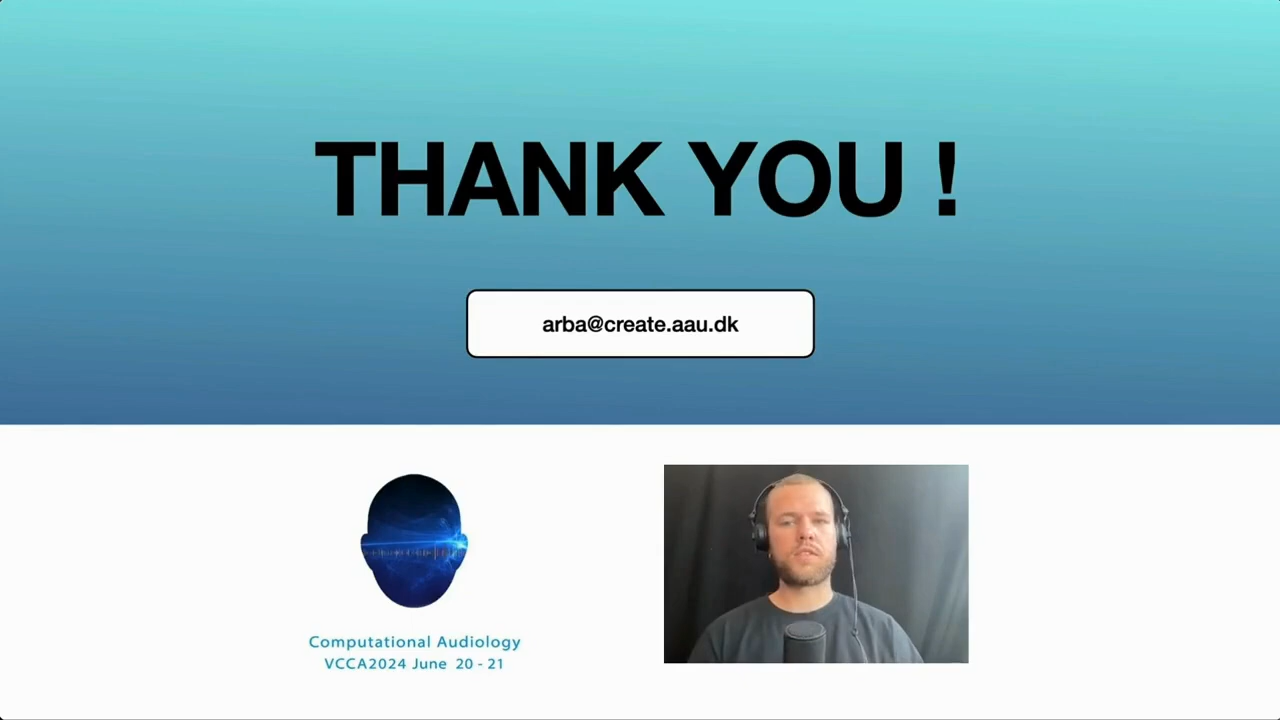 THANK YOU !
arba@create.aau.dk
Computational Audiology
VCCA2024 June 20 - 21